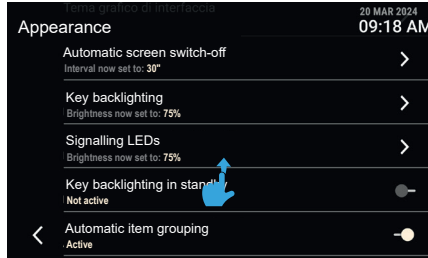 Tema grafico di interfaccia
20 MAR 2024
Appearance
09:18 AM
Automatic screen switch-off
Interval now set to: 30"
Key backlighting
Brightness now set to: 75%
Signalling LEDs
Brightness now set to: 75%
Key backlighting in standby
Not active
Automatic item grouping
Active